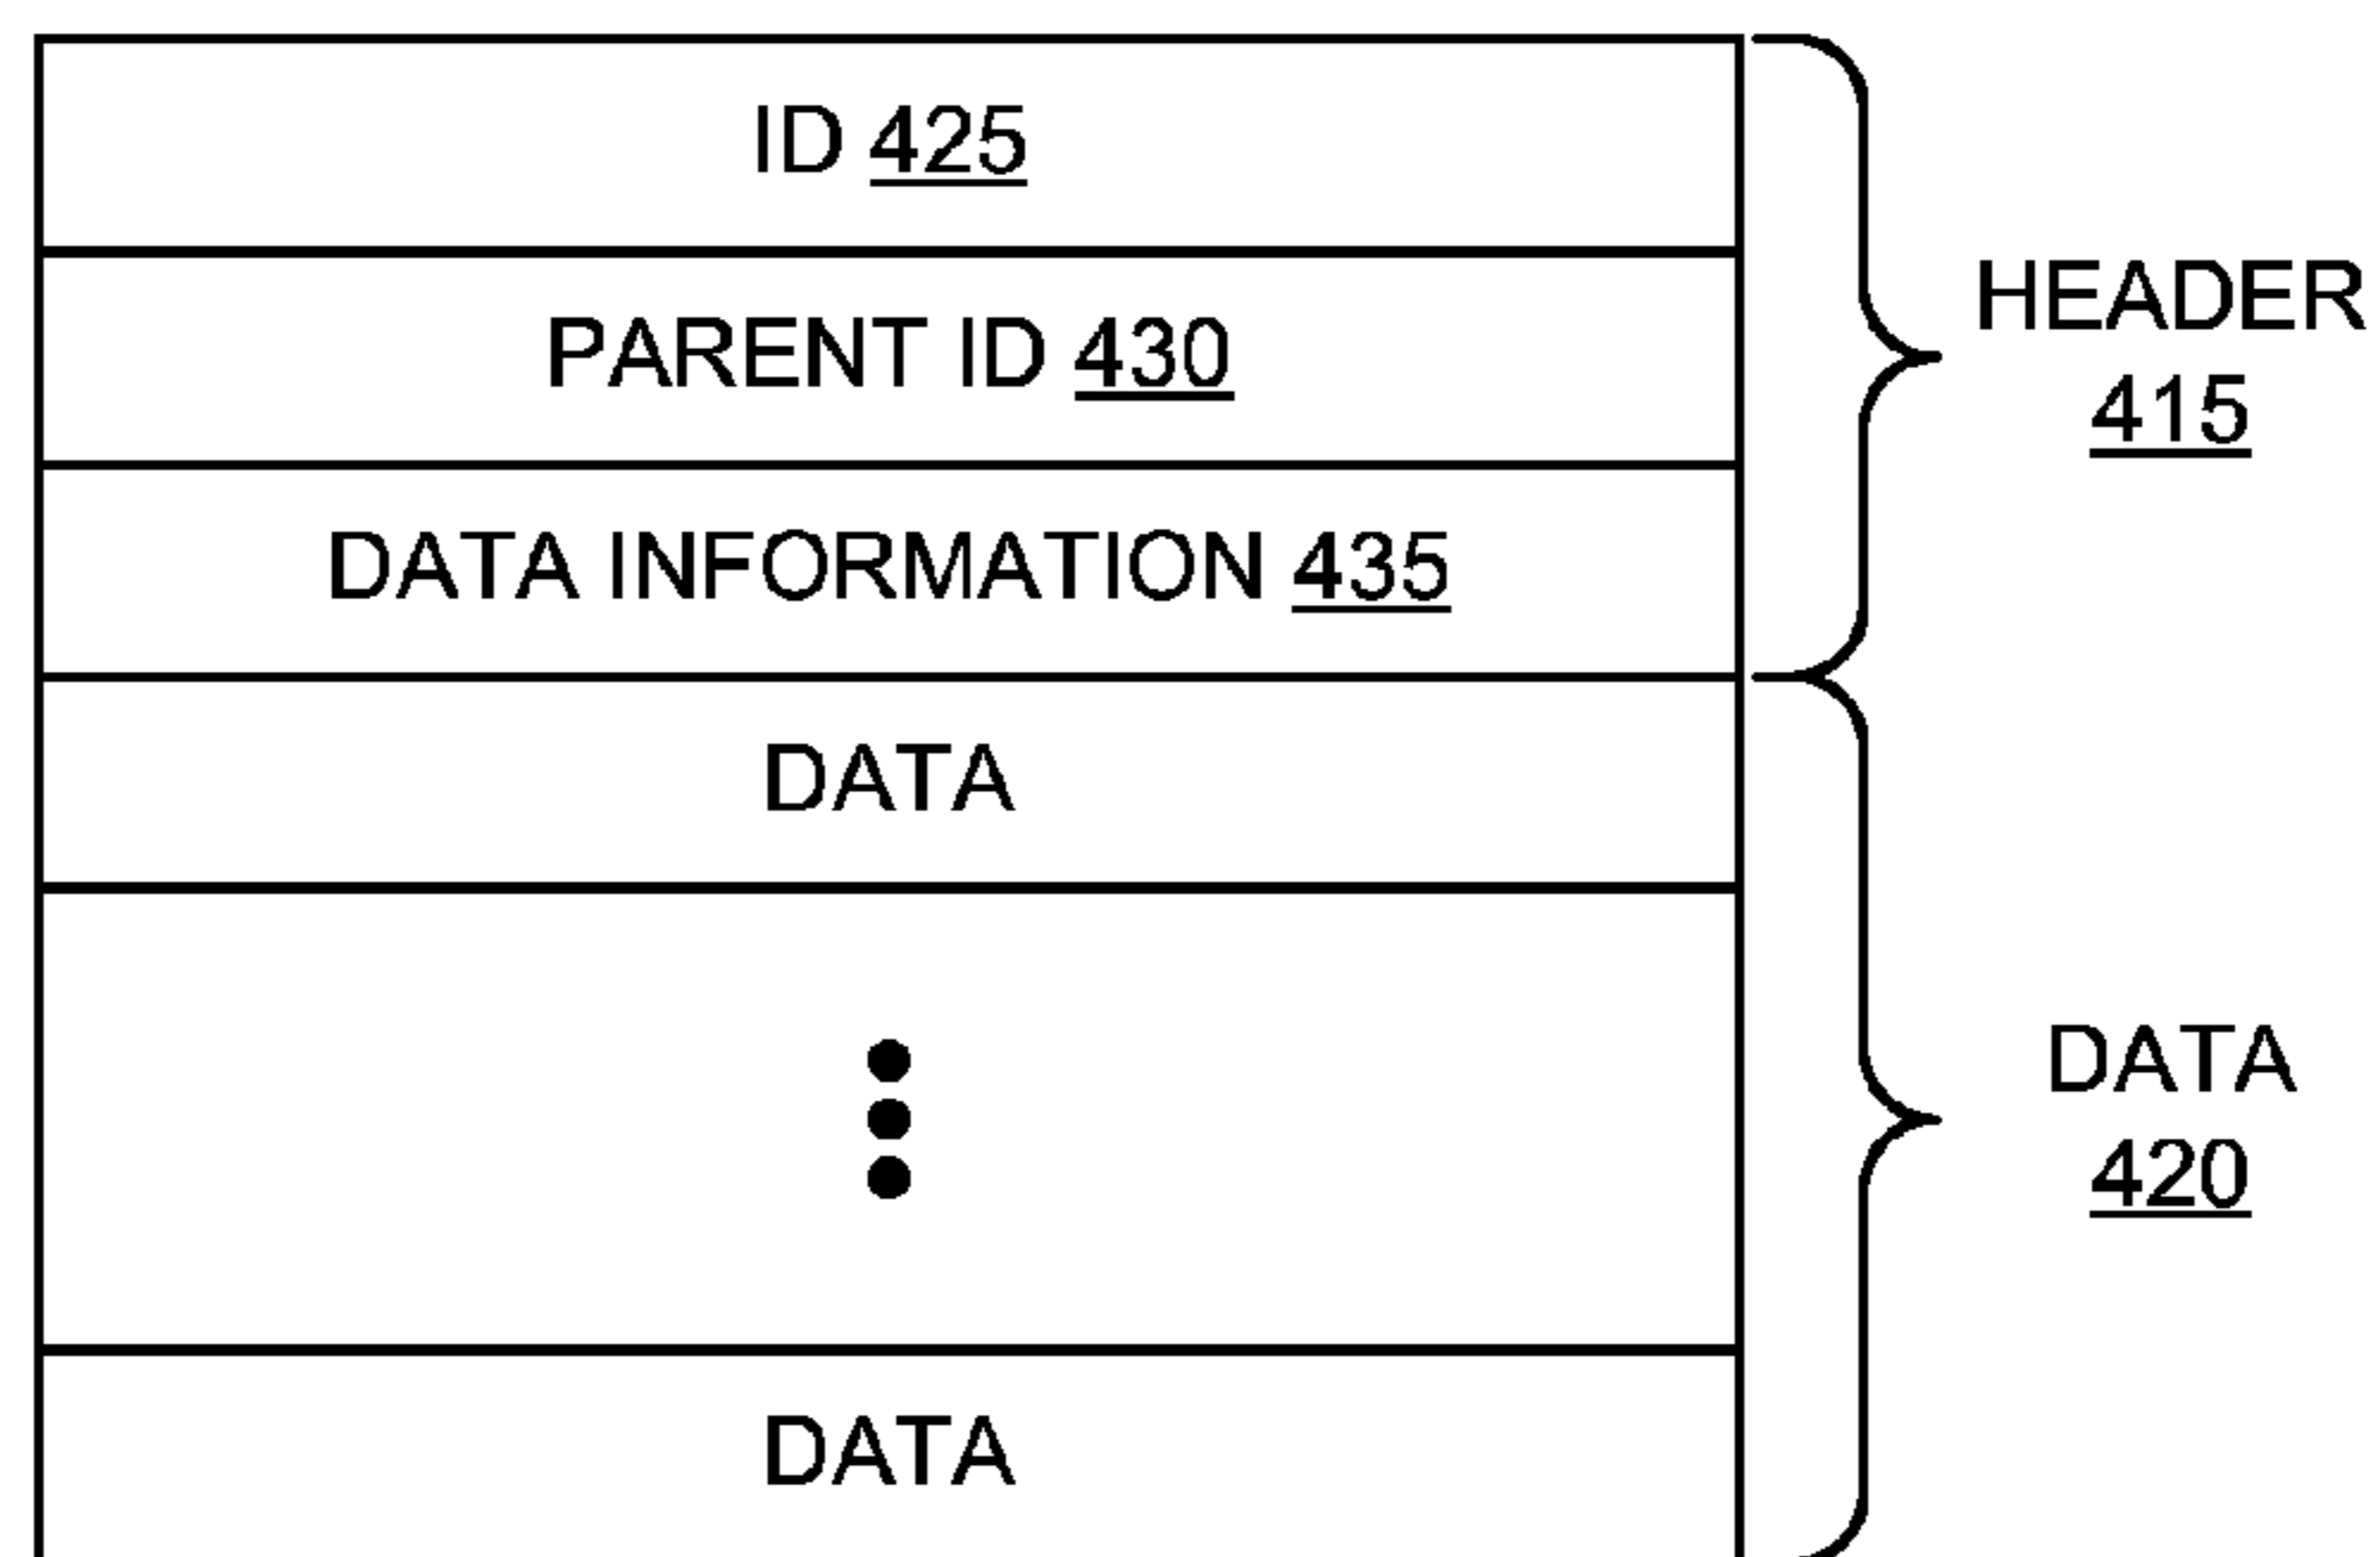 ID 425
PARENT ID 430
DATA INFORMATION 435
HEADER
415
DATA
DATA
420
DATA